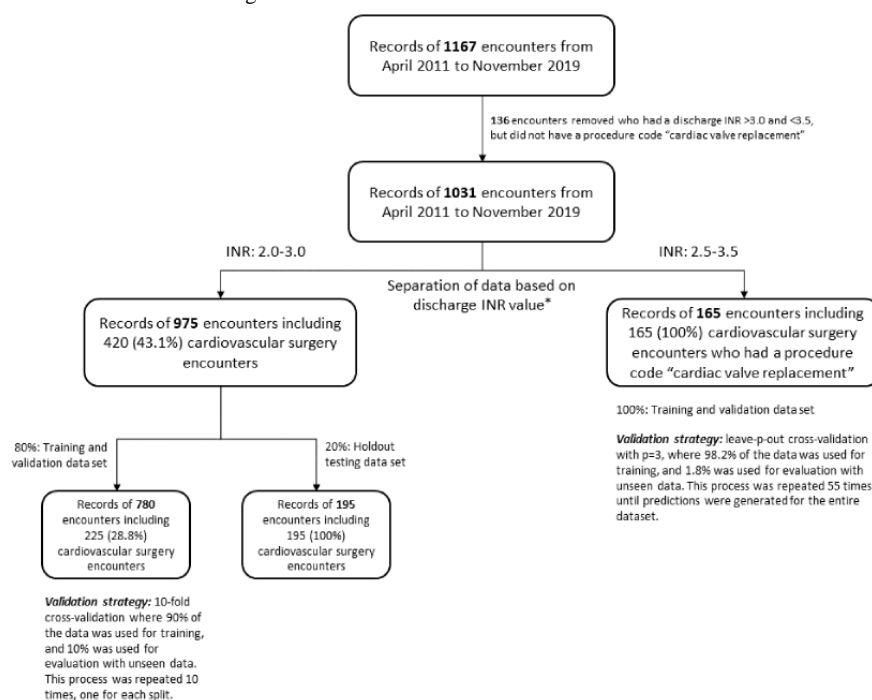 Records of 1167 encounters from
April 2011 to November 2019
136 encounters removed who had a discharge INR >3.0 and <3.5,
but did not have a procedure code “cardiac valve replacement”
Records of 1031 encounters from
April 2011 to November 2019
INR: 2.0-3.0
INR: 2.5-3.5
Separation of data based on
discharge INR value*
Records of 975 encounters including
420 (43.1%) cardiovascular surgery
encounters
Records of 165 encounters including
165 (100%) cardiovascular surgery
encounters who had a procedure
code “cardiac valve replacement”
100%: Training and validation data set
Validation strategy: leave-p-out cross-validation
with p=3, where 98.2% of the data was used for
training, and 1.8% was used for evaluation with
unseen data. This process was repeated 55 times
until predictions were generated for the entire
dataset.
80%: Training and
validation data set
20%: Holdout
testing data set
Records of 780
encounters including
225 (28.8%)
cardiovascular surgery
encounters
Records of 195
encounters including
195 (100%)
cardiovascular surgery
encounters
Validation strategy: 10-fold
cross-validation where 90% of
the data was used for training,
and 10% was used for
evaluation with unseen data.
This process was repeated 10
times, one for each split.